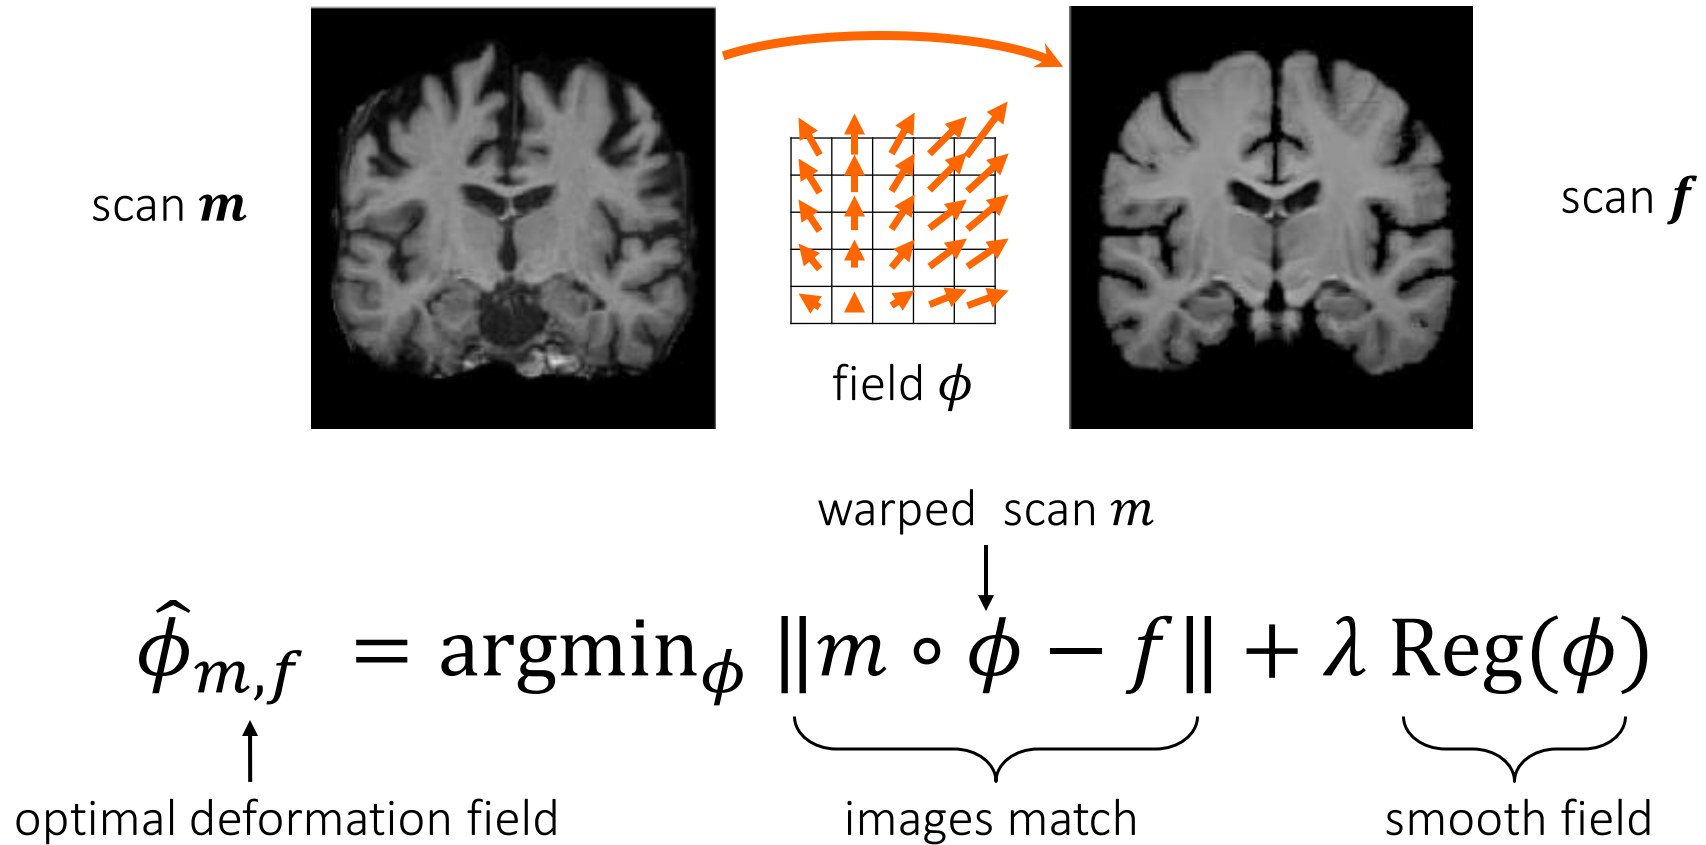 scan m
scan f
field ϕ
warped scan m
ϕ̂m,f = argminϕ ‖m ∘ ϕ − f‖ + λ Reg(ϕ)
optimal deformation field
images match
smooth field